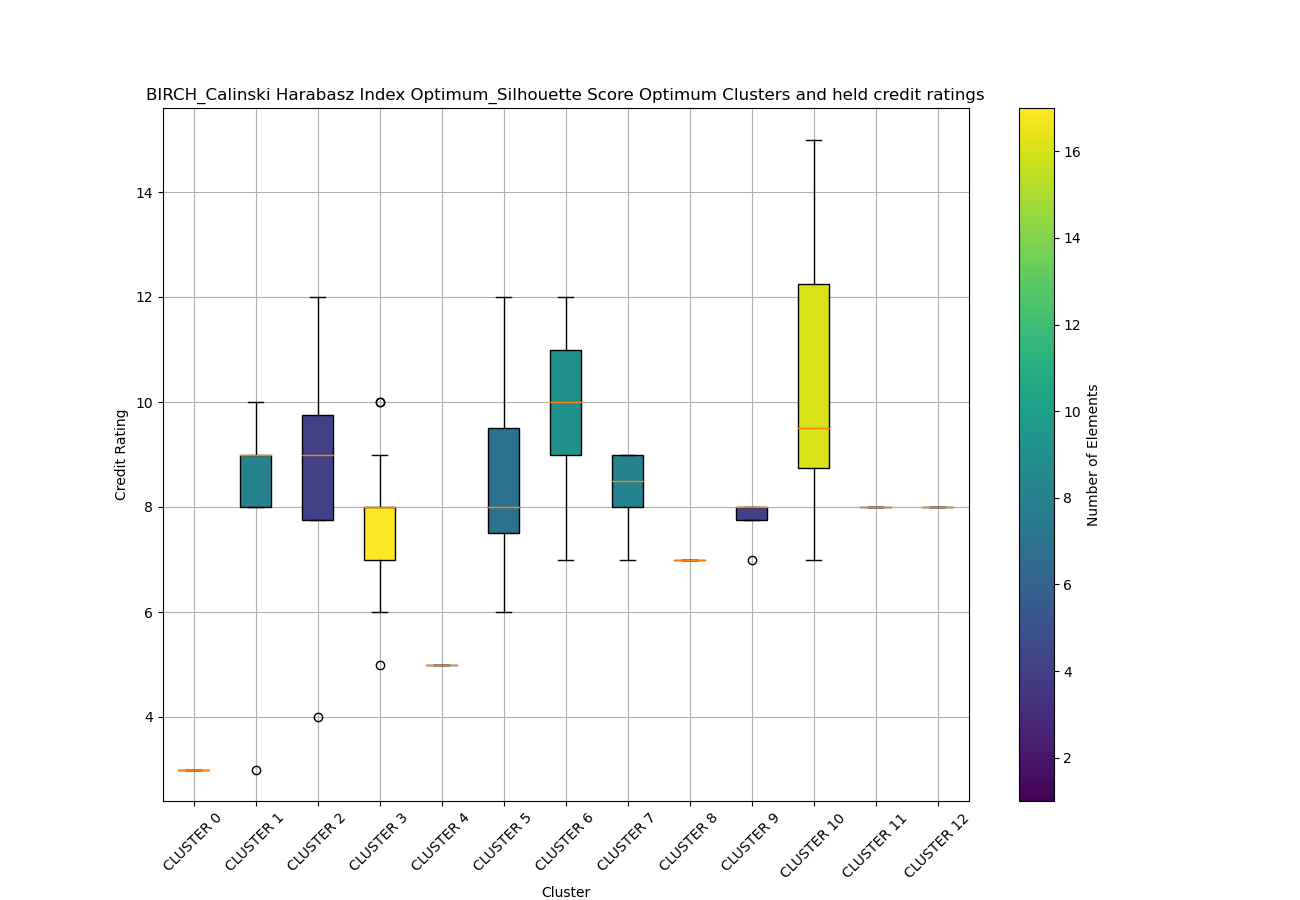 BIRCH_Calinski Harabasz Index Optimum_Silhouette Score Optimum Clusters and held credit ratings
Credit Rating
14
12
10
8
6
4
CLUSTER 0
CLUSTER 1
CLUSTER 2
CLUSTER 3
CLUSTER 4
CLUSTER 5
CLUSTER 6
CLUSTER 7
CLUSTER 8
CLUSTER 9
CLUSTER 10
CLUSTER 11
CLUSTER 12
Cluster
16
14
12
10
8
6
4
2
Number of Elements